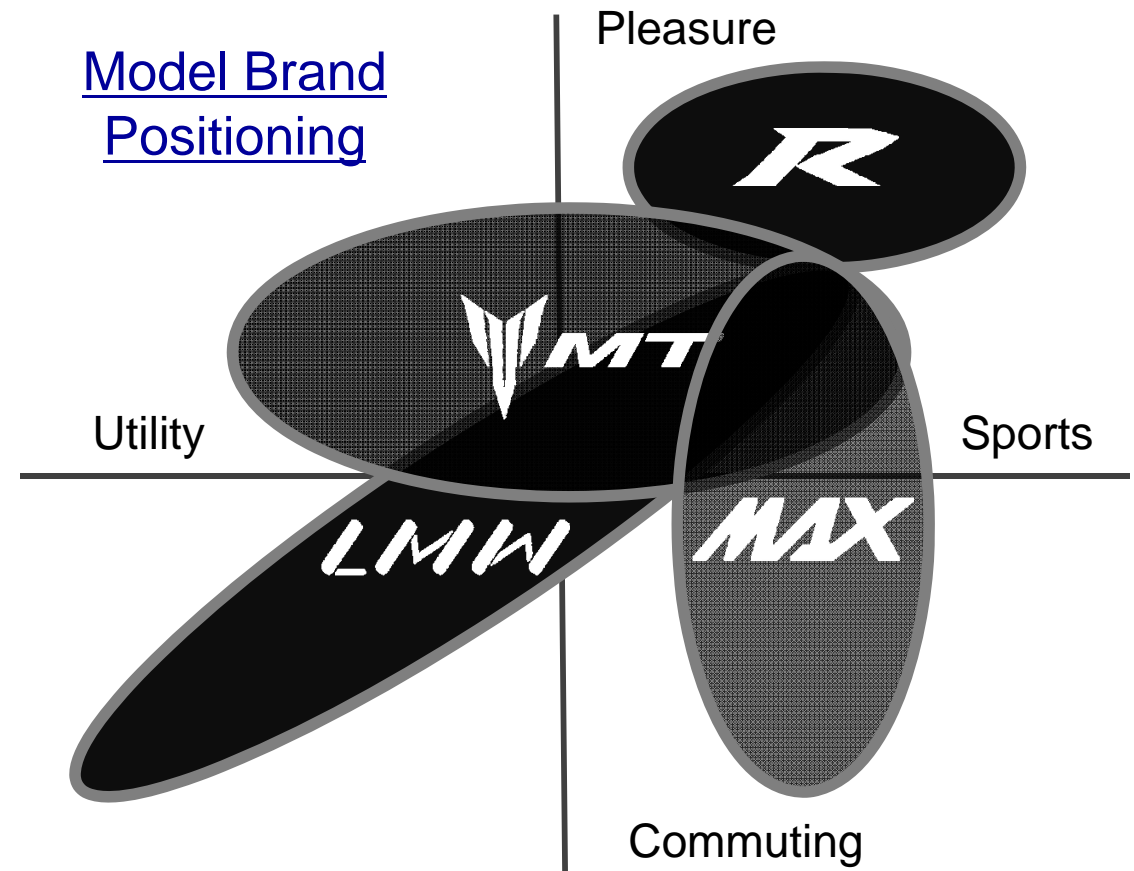 Pleasure
Model Brand
Positioning
R
MT
Utility
Sports
MAX
LMW
Commuting